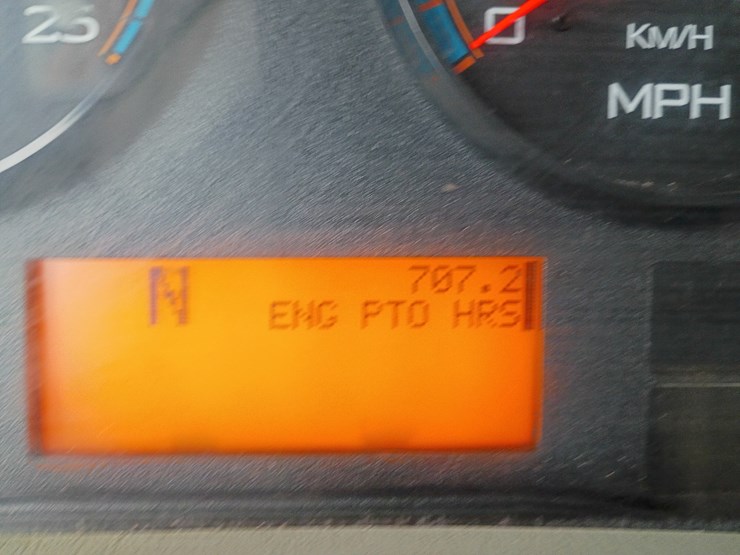 25
0
KM/H
MPH
N
707.2
ENG PTO HRS